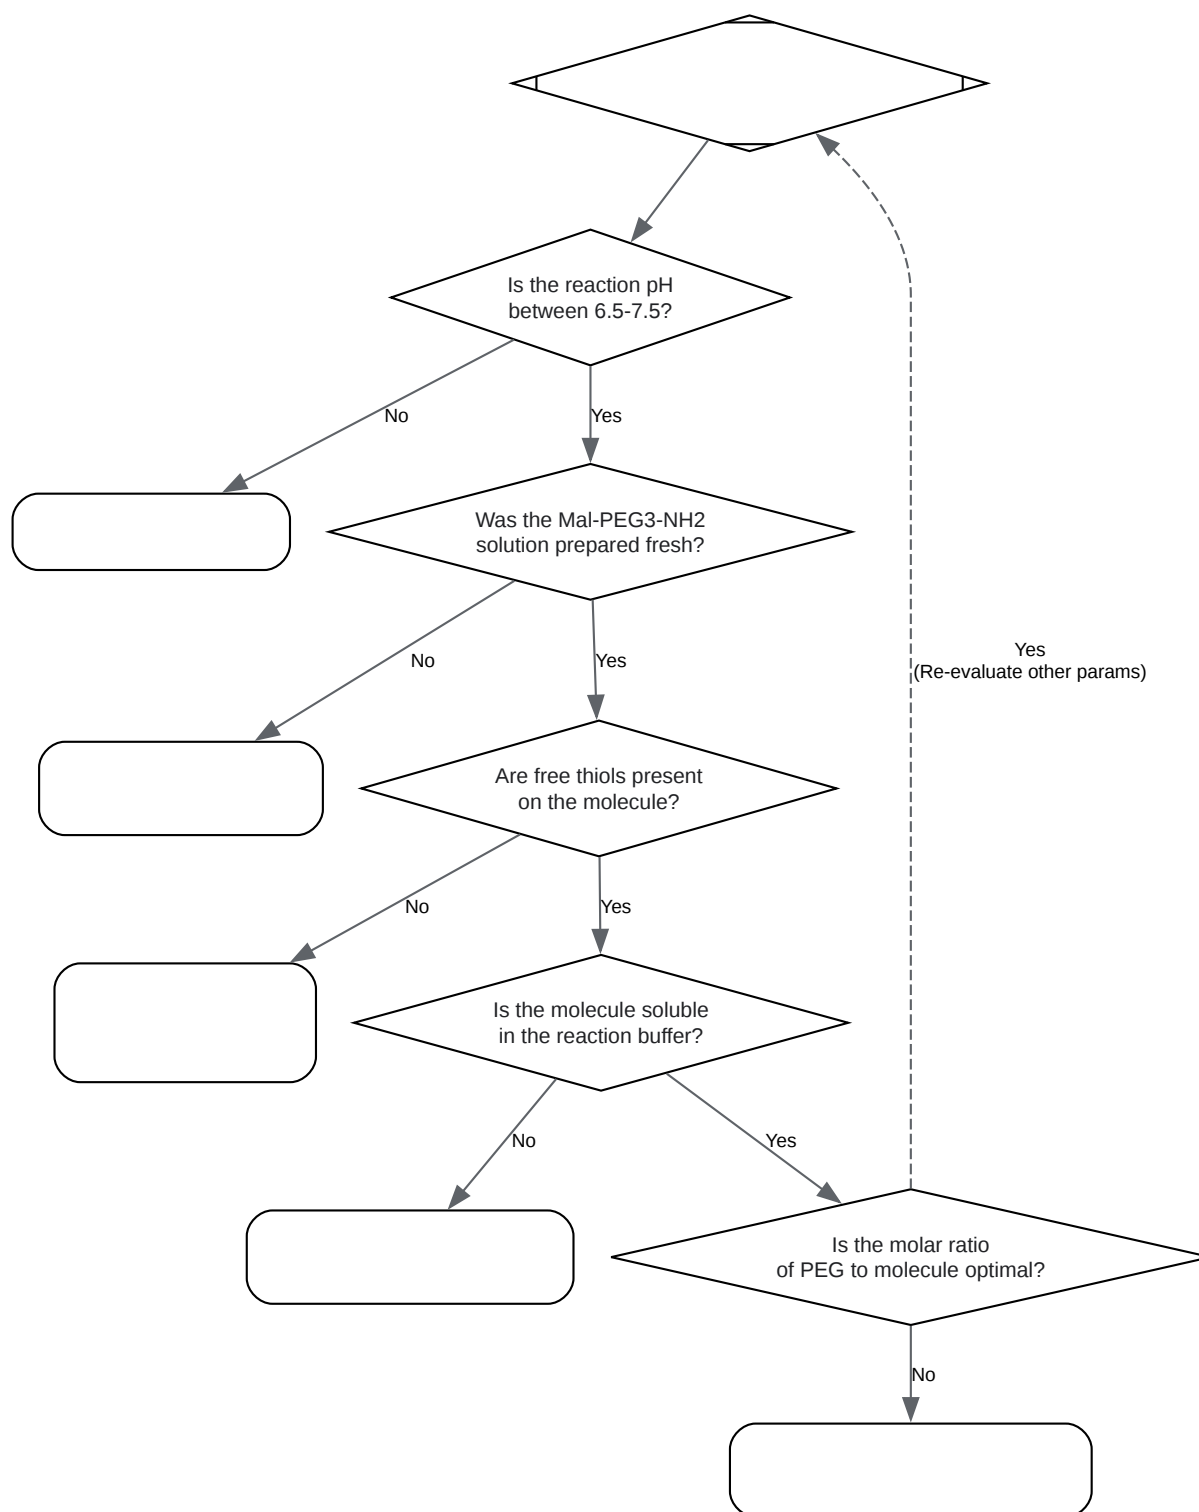 Is the reaction pH
between 6.5-7.5?
No
Yes
Was the Mal-PEG3-NH2
solution prepared fresh?
No
Yes
Yes
(Re-evaluate other params)
Are free thiols present
on the molecule?
No
Yes
Is the molecule soluble
in the reaction buffer?
No
Yes
Is the molar ratio
of PEG to molecule optimal?
No